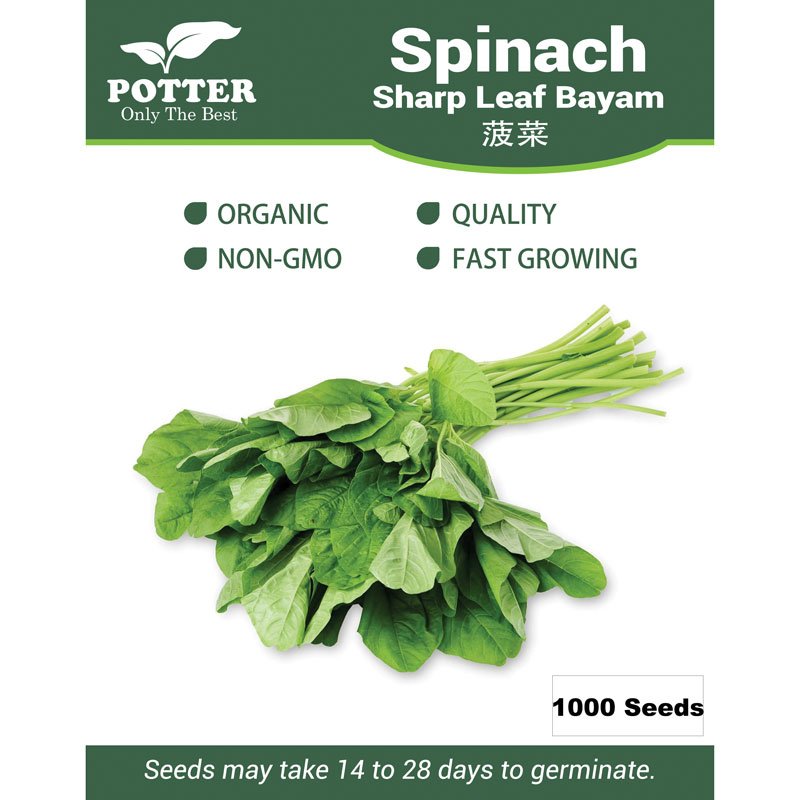 POTTER
Only The Best
Spinach
Sharp Leaf Bayam
菠菜
ORGANIC
QUALITY
NON-GMO
FAST GROWING
1000 Seeds
Seeds may take 14 to 28 days to germinate.